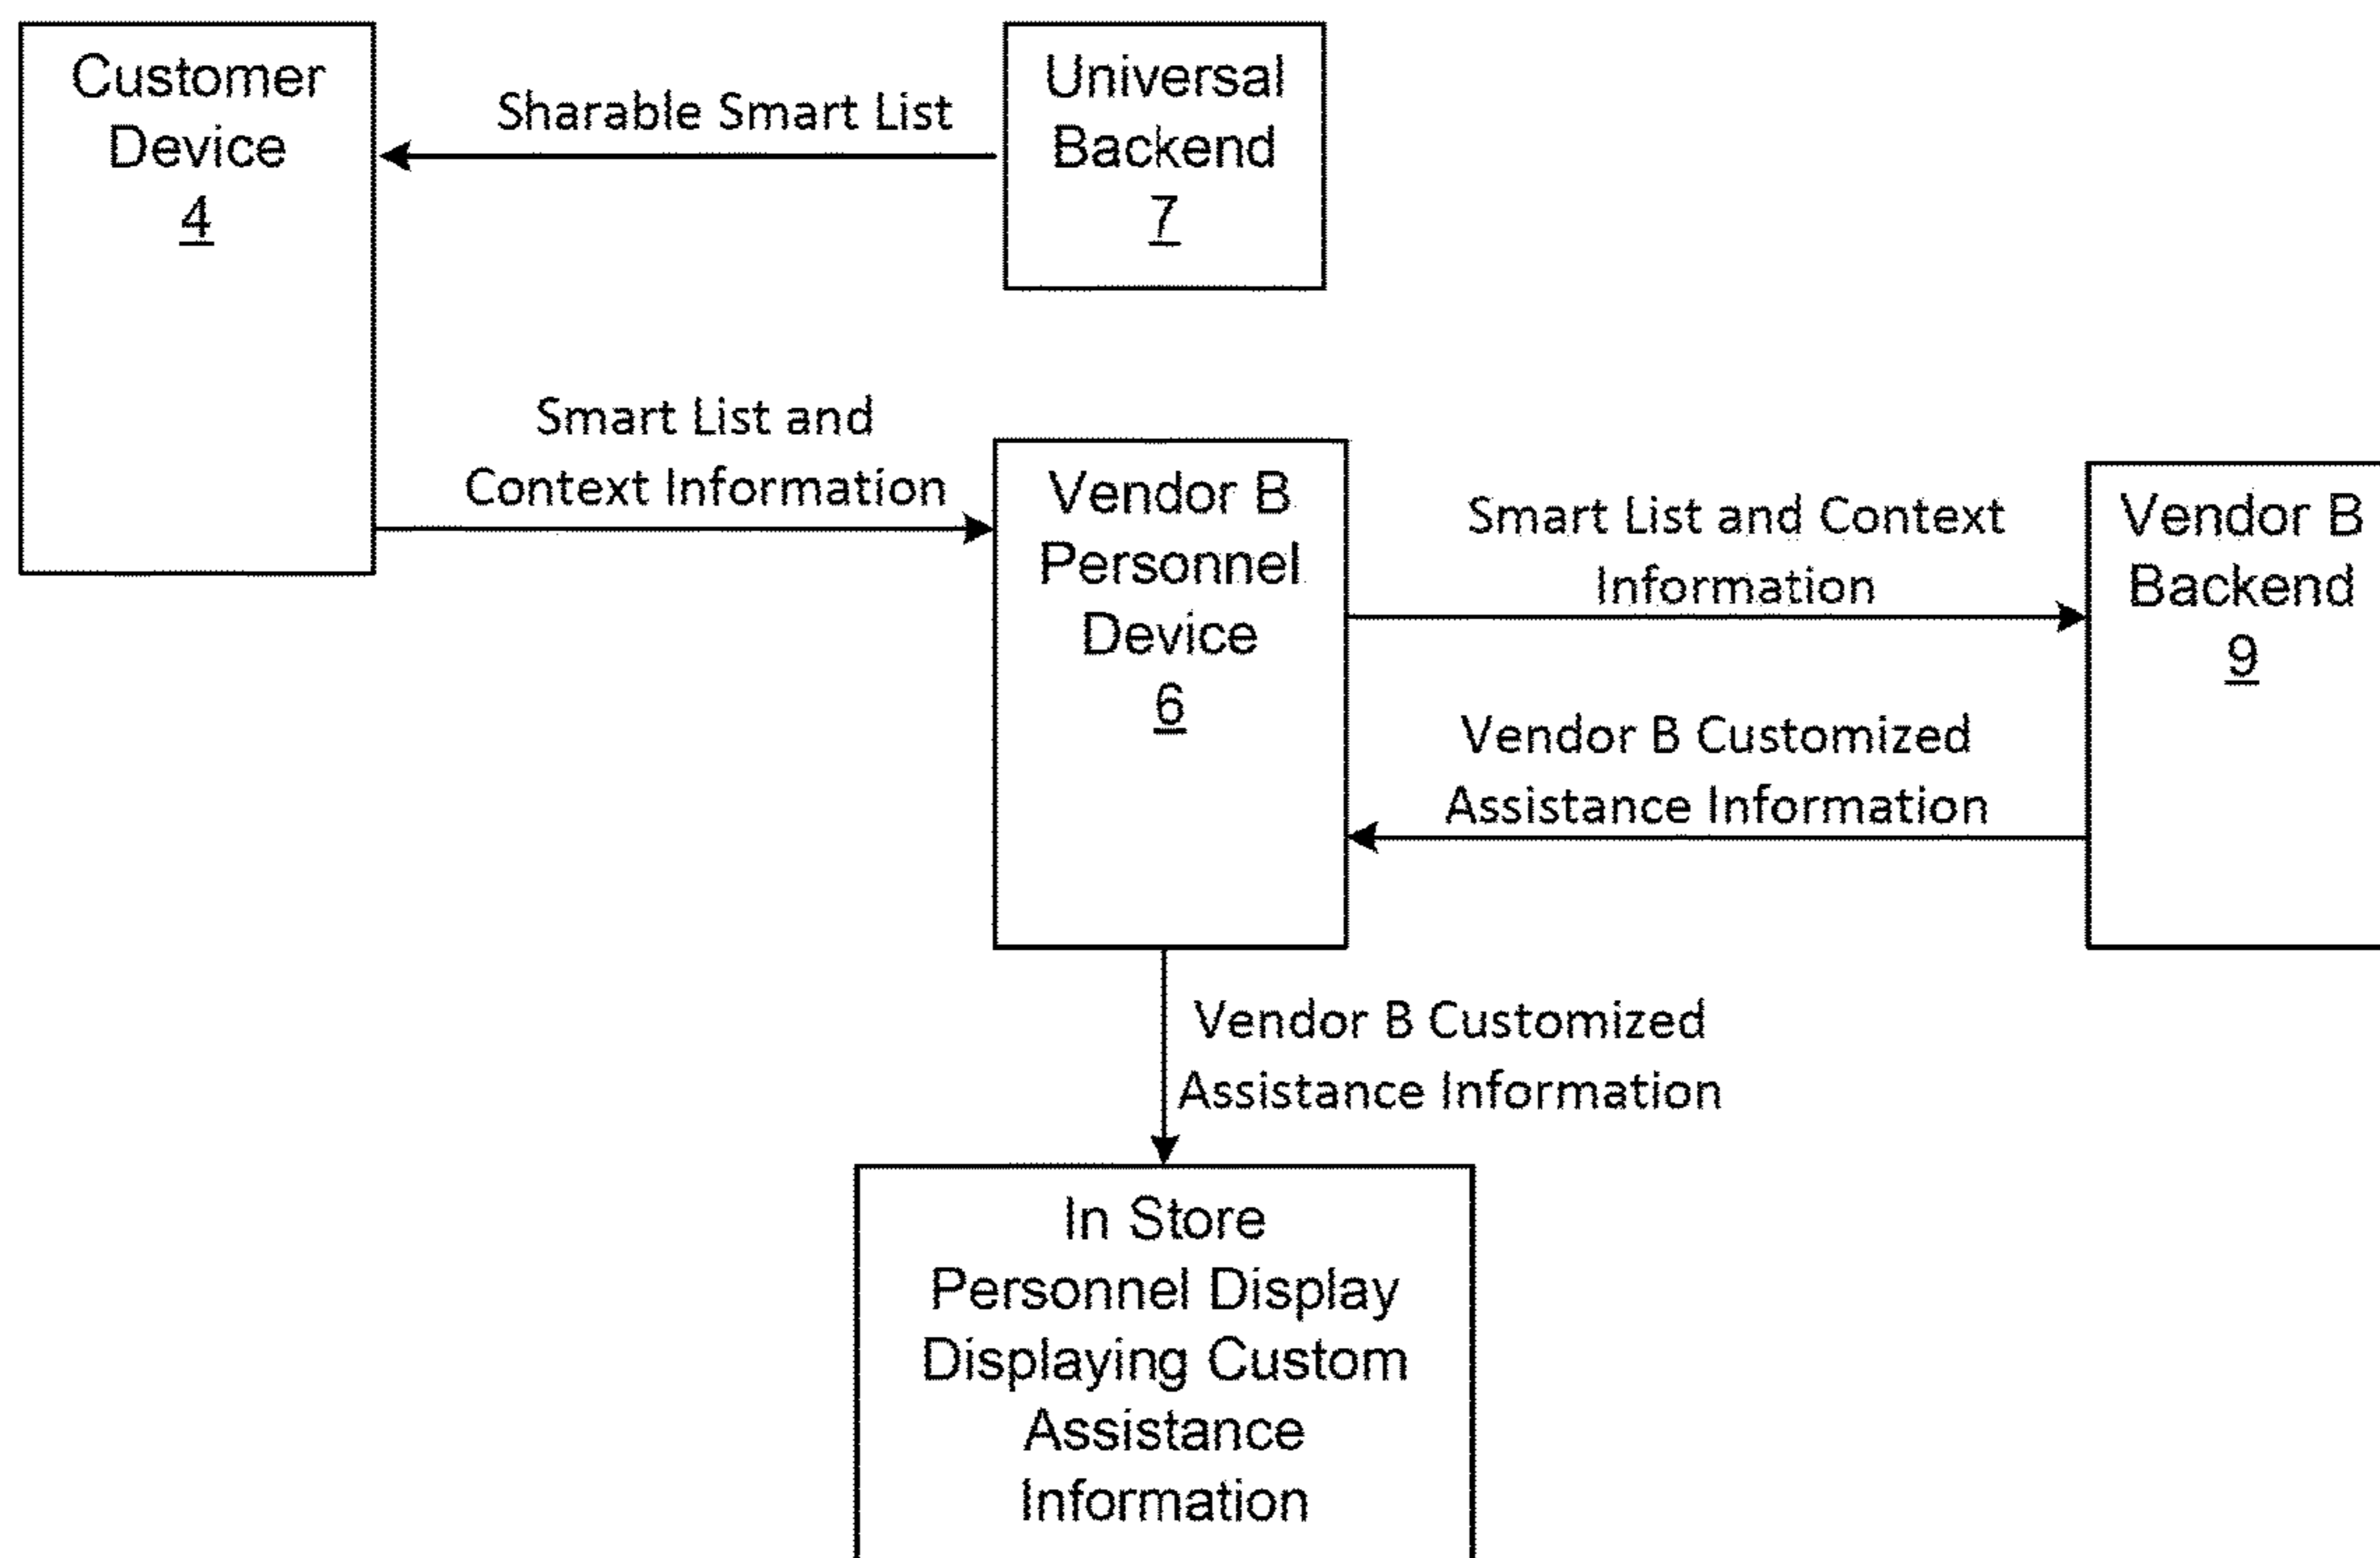 Customer
Device
4
Sharable Smart List
Universal
Backend
7
Smart List and
Context Information
Vendor B
Personnel
Device
6
Smart List and Context
Information
Vendor B
Backend
9
Vendor B Customized
Assistance Information
Vendor B Customized
Assistance Information
In Store
Personnel Display
Displaying Custom
Assistance
Information